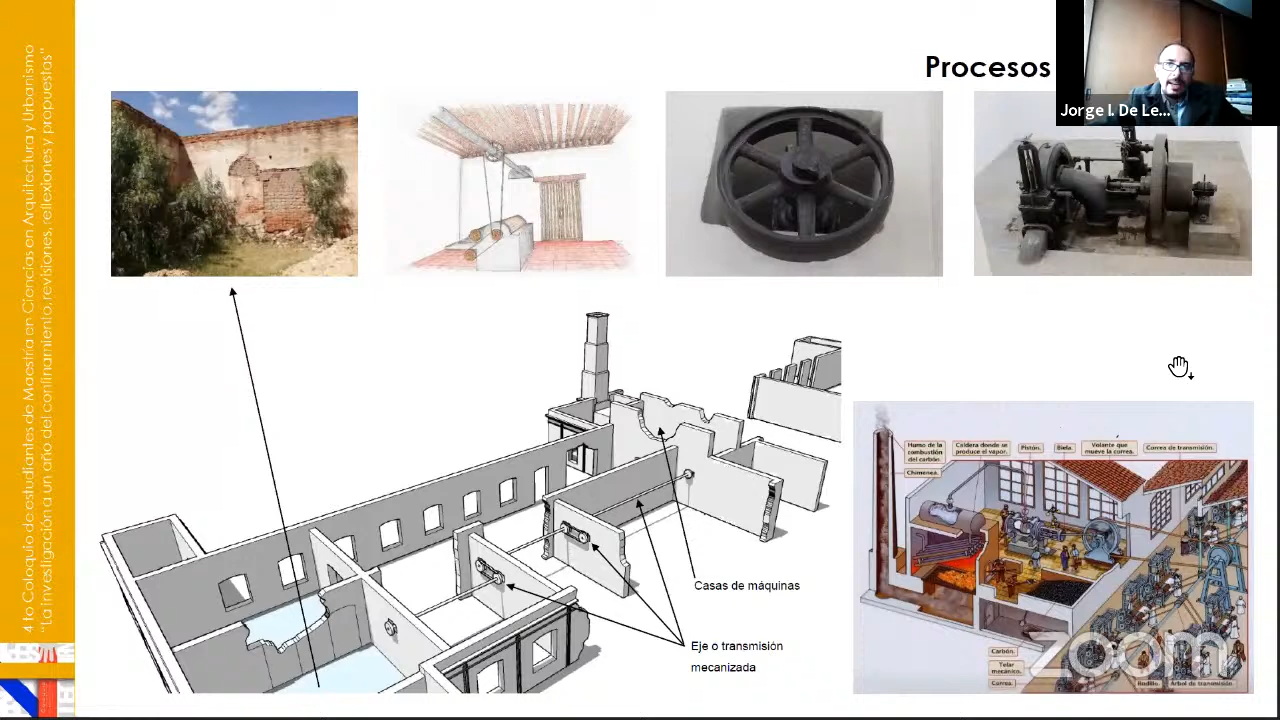 4 to Coloquio de estudiantes de Maestría en Ciencias en Arquitectura y Urbanismo
"La investigación a un año del confinamiento, revisiones, reflexiones y propuestas"
Procesos
Jorge I. De Le...
Casas de máquinas
Eje o transmisión
mecanizada
Humo de la
combustión
del carbón.
Chimenea.
Caldera donde se
produce el vapor.
Pistón.
Biela.
Volante que
mueve la correa.
Correa de transmisión.
Carbón.
Telar
mecánico.
Correa.
Rodillo.
Árbol de transmisión.
zoom